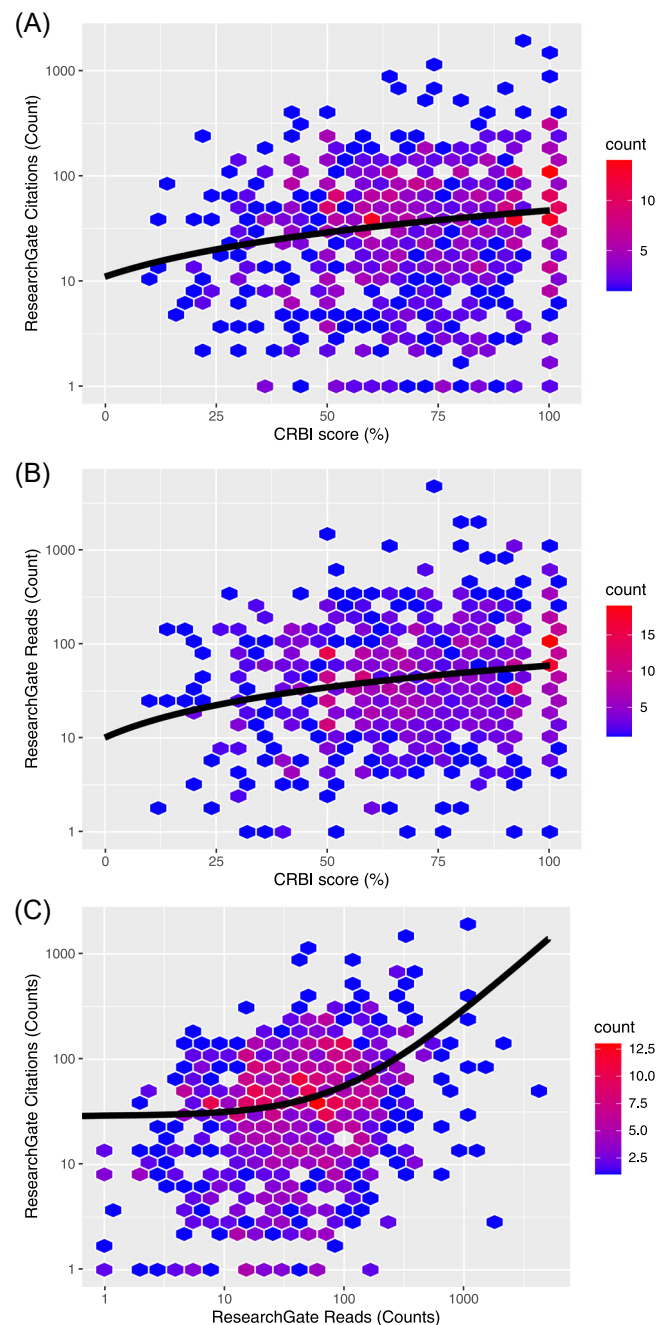 (A)
ResearchGate Citations (Count)
1000
100
10
1
0 25 50 75 100
CRBI score (%)
count
10
5
(B)
ResearchGate Reads (Count)
1000
100
10
1
0 25 50 75 100
CRBI score (%)
count
15
10
5
(C)
ResearchGate Citations (Counts)
1000
100
10
1
1 10 100 1000
ResearchGate Reads (Counts)
count
12.5
10.0
7.5
5.0
2.5